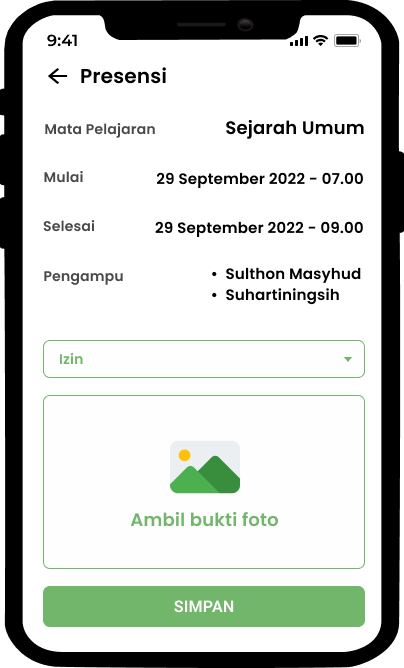 9:41
Presensi
Mata Pelajaran Sejarah Umum
Mulai 29 September 2022 - 07.00
Selesai 29 September 2022 - 09.00
Pengampu • Sulthon Masyhud
• Suhartiningsih
Izin
Ambil bukti foto
SIMPAN